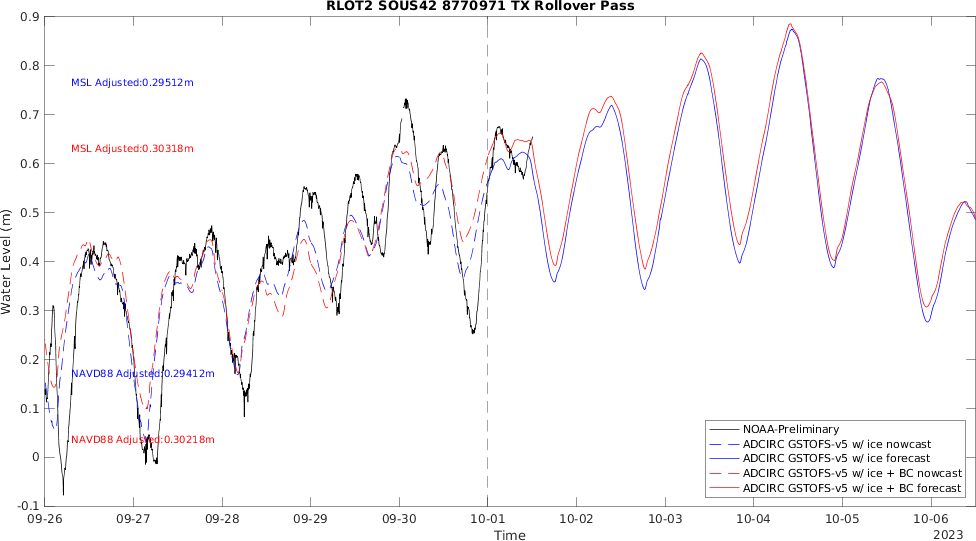 RLOT2 SOUS42 8770971 TX Rollover Pass
0.9
0.8
0.7
0.6
0.5
0.4
0.3
0.2
0.1
0
-0.1
Water Level (m)
MSL Adjusted:0.29512m
MSL Adjusted:0.30318m
NAVD88 Adjusted:0.29412m
NAVD88 Adjusted:0.30218m
NOAA-Preliminary
ADCIRC GSTOFS-v5 w/ ice nowcast
ADCIRC GSTOFS-v5 w/ ice forecast
ADCIRC GSTOFS-v5 w/ ice + BC nowcast
ADCIRC GSTOFS-v5 w/ ice + BC forecast
09-26 09-27 09-28 09-29 09-30 10-01 10-02 10-03 10-04 10-05 10-06
Time
2023